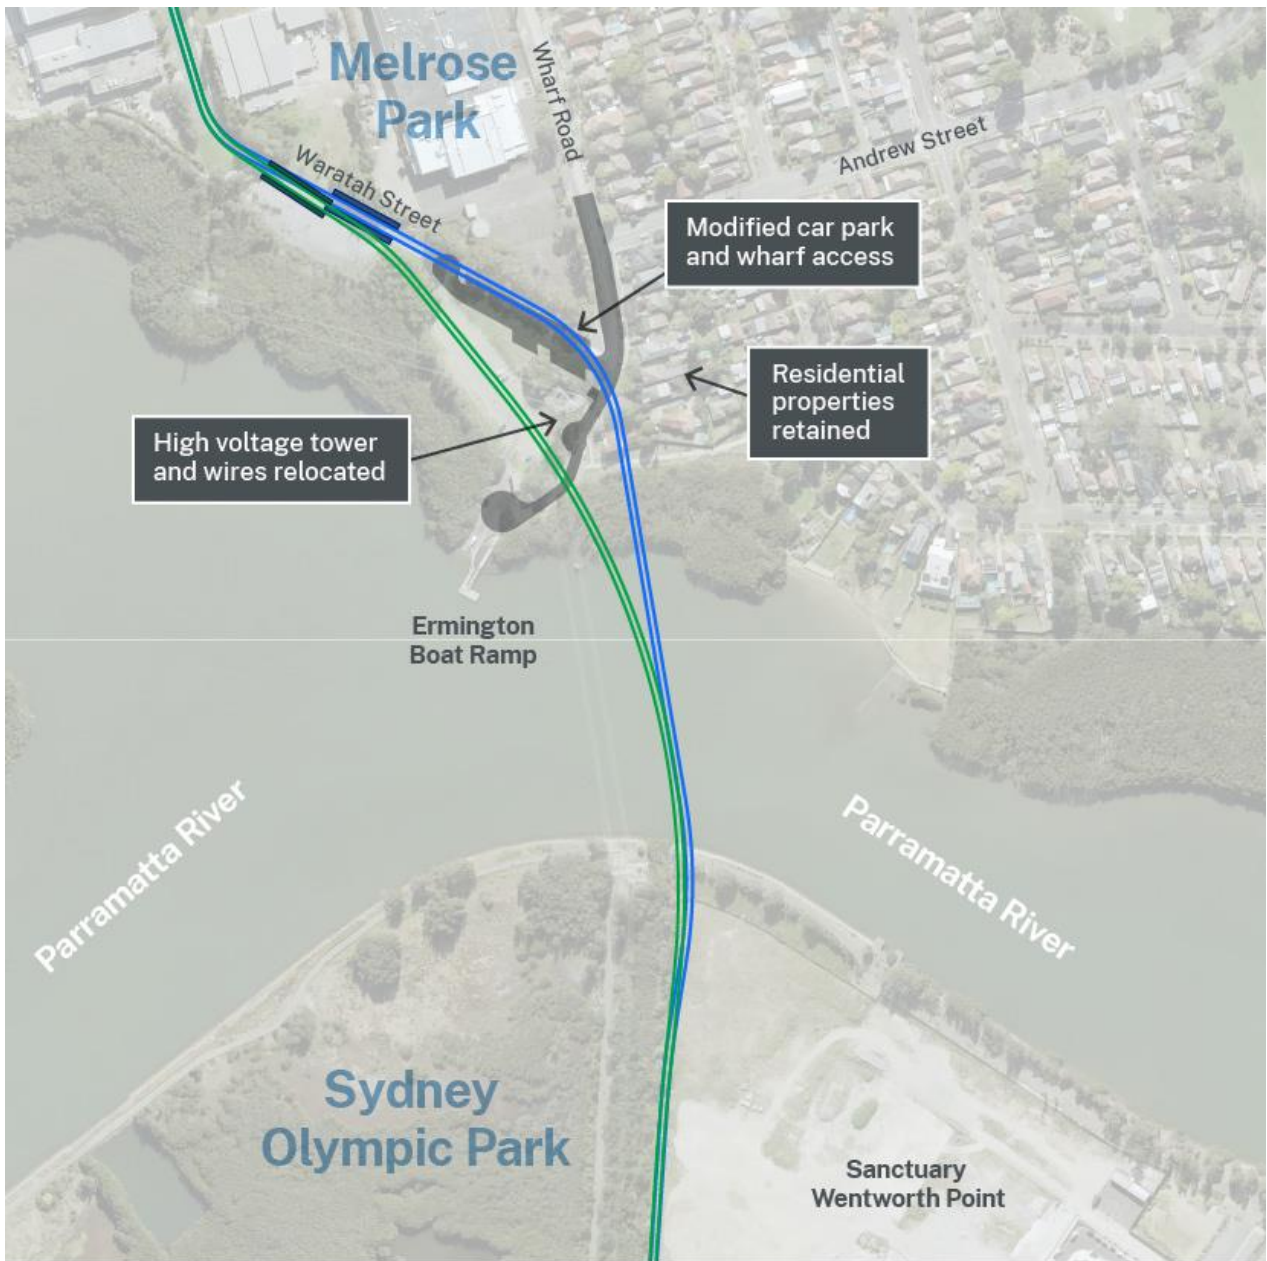 Melrose
Park
Wharf Road
Andrew Street
Waratah Street
Modified car park
and wharf access
Residential
properties
retained
High voltage tower
and wires relocated
Ermington
Boat Ramp
Parramatta River
Parramatta River
Sydney
Olympic Park
Sanctuary
Wentworth Point